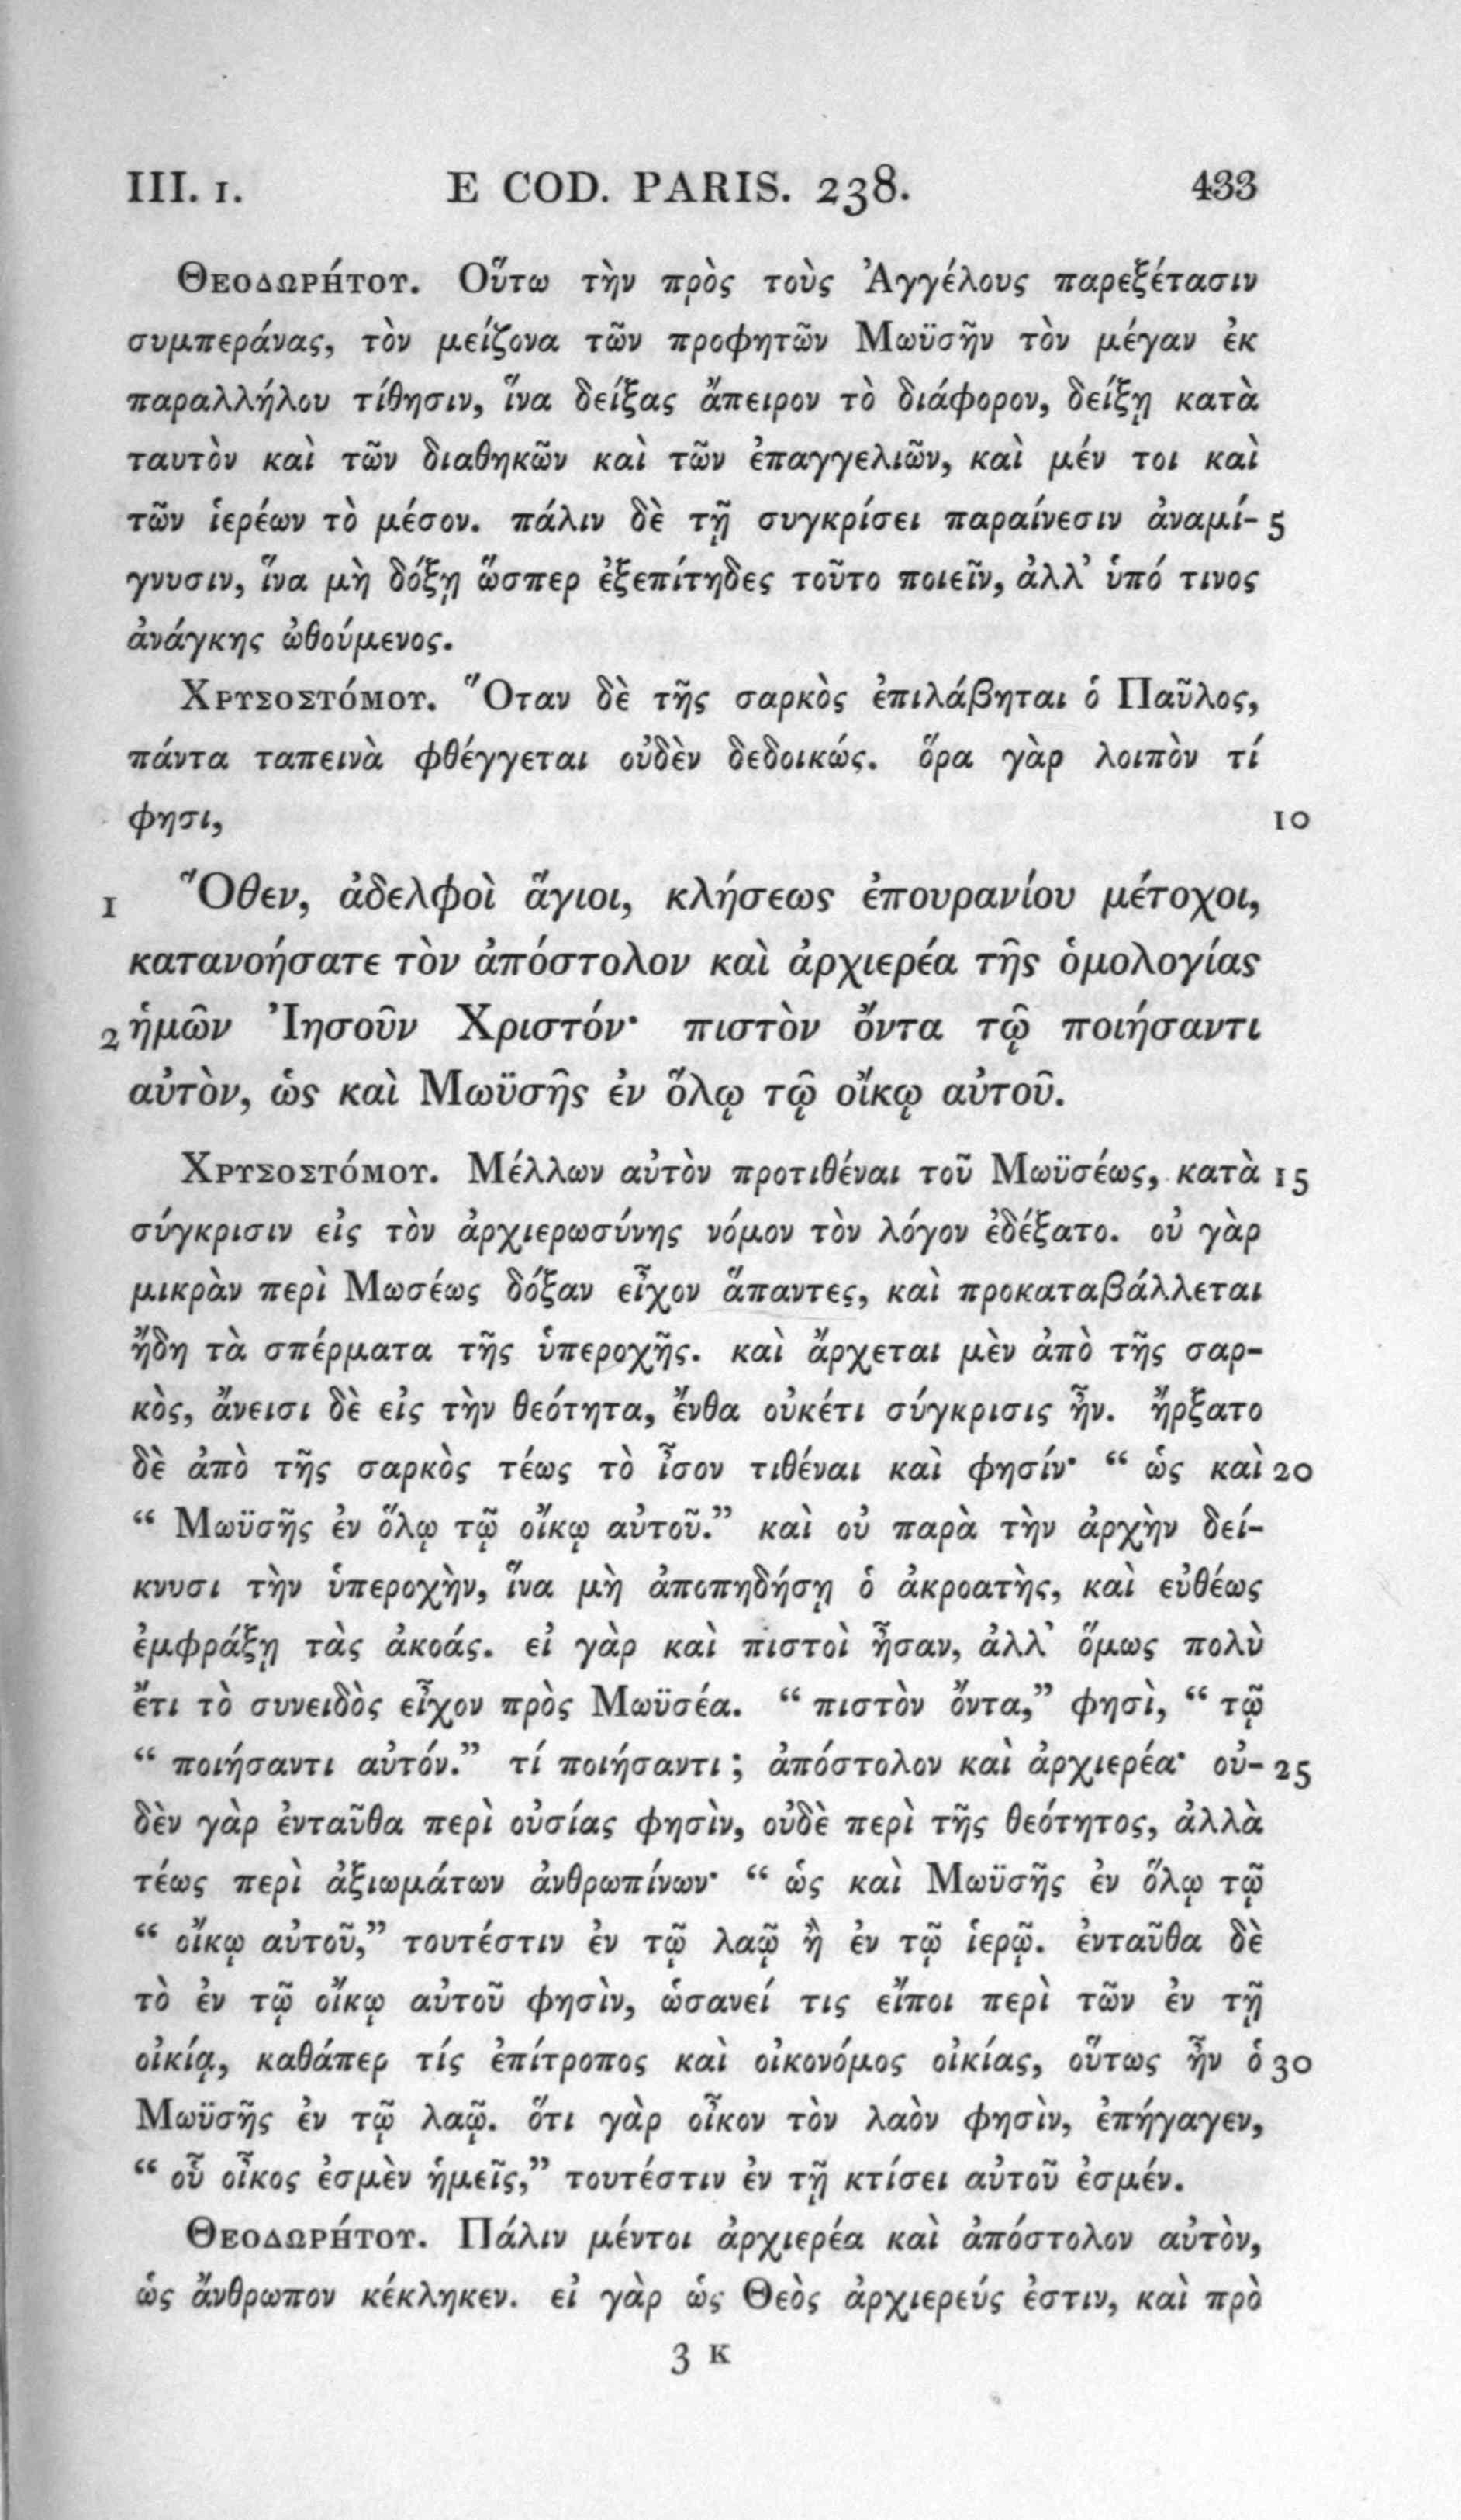 III. 1. E COD. PARIS. 238. 433
Θεοδωρήτου. Οὕτω τὴν πρὸς τοὺς Ἀγγέλους παρεξέτασιν
συμπεράνας, τὸν μείζονα τῶν προφητῶν Μωϋσῆν τὸν μέγαν ἐκ
παραλλήλου τίθησιν, ἵνα δείξας ἄπειρον τὸ διάφορον, δείξῃ κατὰ
ταυτὸν καὶ τῶν διαθηκῶν καὶ τῶν ἐπαγγελιῶν, καὶ μέν τοι καὶ
τῶν ἱερέων τὸ μέσον. πάλιν δὲ τῇ συγκρίσει παραίνεσιν ἀναμί- 5
γνυσιν, ἵνα μὴ δόξῃ ὥσπερ ἐξεπίτηδες τοῦτο ποιεῖν, ἀλλ’ ὑπό τινος
ἀνάγκης ὠθούμενος.
Χρυσοστόμου. Ὅταν δὲ τῆς σαρκὸς ἐπιλάβηται ὁ Παῦλος,
πάντα ταπεινὰ φθέγγεται οὐδὲν δεδοικώς. ὅρα γὰρ λοιπὸν τί
φησι, 10
1 Ὅθεν, ἀδελφοὶ ἅγιοι, κλήσεως ἐπουρανίου μέτοχοι,
κατανοήσατε τὸν ἀπόστολον καὶ ἀρχιερέα τῆς ὁμολογίας
2 ἡμῶν Ἰησοῦν Χριστόν· πιστὸν ὄντα τῷ ποιήσαντι
αὐτὸν, ὡς καὶ Μωϋσῆς ἐν ὅλῳ τῷ οἴκῳ αὐτοῦ.
Χρυσοστόμου. Μέλλων αὐτὸν προτιθέναι τοῦ Μωϋσέως, κατὰ 15
σύγκρισιν εἰς τὸν ἀρχιερωσύνης νόμον τὸν λόγον ἐδέξατο. οὐ γὰρ
μικρὰν περὶ Μωσέως δόξαν εἶχον ἅπαντες, καὶ προκαταβάλλεται
ἤδη τὰ σπέρματα τῆς ὑπεροχῆς. καὶ ἄρχεται μὲν ἀπὸ τῆς σαρ-
κὸς, ἄνεισι δὲ εἰς τὴν θεότητα, ἔνθα οὐκέτι σύγκρισις ἦν. ἤρξατο
δὲ ἀπὸ τῆς σαρκὸς τέως τὸ ἶσον τιθέναι καὶ φησίν· “ ὡς καὶ 20
“ Μωϋσῆς ἐν ὅλῳ τῷ οἴκῳ αὐτοῦ.” καὶ οὐ παρὰ τὴν ἀρχὴν δεί-
κνυσι τὴν ὑπεροχὴν, ἵνα μὴ ἀποπηδήσῃ ὁ ἀκροατὴς, καὶ εὐθέως
ἐμφράξῃ τὰς ἀκοάς. εἰ γὰρ καὶ πιστοὶ ἦσαν, ἀλλ’ ὅμως πολὺ
ἔτι τὸ συνειδὸς εἶχον πρὸς Μωϋσέα. “ πιστὸν ὄντα,” φησὶ, “ τῷ
“ ποιήσαντι αὐτόν.” τί ποιήσαντι ; ἀπόστολον καὶ ἀρχιερέα· οὐ- 25
δὲν γὰρ ἐνταῦθα περὶ οὐσίας φησὶν, οὐδὲ περὶ τῆς θεότητος, ἀλλὰ
τέως περὶ ἀξιωμάτων ἀνθρωπίνων· “ ὡς καὶ Μωϋσῆς ἐν ὅλῳ τῷ
“ οἴκῳ αὐτοῦ,” τουτέστιν ἐν τῷ λαῷ ἢ ἐν τῷ ἱερῷ. ἐνταῦθα δὲ
τὸ ἐν τῷ οἴκῳ αὐτοῦ φησὶν, ὡσανεί τις εἴποι περὶ τῶν ἐν τῇ
οἰκίᾳ, καθάπερ τίς ἐπίτροπος καὶ οἰκονόμος οἰκίας, οὕτως ἦν ὁ 30
Μωϋσῆς ἐν τῷ λαῷ. ὅτι γὰρ οἶκον τὸν λαὸν φησὶν, ἐπήγαγεν,
“ οὗ οἶκος ἐσμὲν ἡμεῖς,” τουτέστιν ἐν τῇ κτίσει αὐτοῦ ἐσμέν.
Θεοδωρήτου. Πάλιν μέντοι ἀρχιερέα καὶ ἀπόστολον αὐτὸν,
ὡς ἄνθρωπον κέκληκεν. εἰ γὰρ ὡς Θεὸς ἀρχιερεύς ἐστιν, καὶ πρὸ
3 K